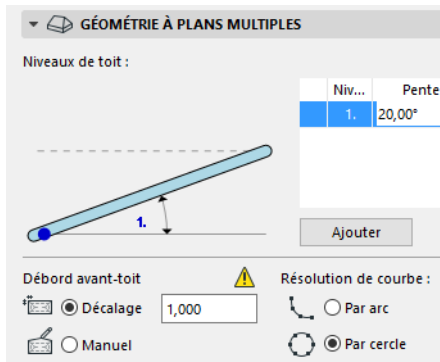 GÉOMÉTRIE À PLANS MULTIPLES
Niveaux de toit :
Niv... Pente
1. 20,00°
1.
Ajouter
Débord avant-toit
Résolution de courbe :
Décalage 1,000
Par arc
Manuel
Par cercle